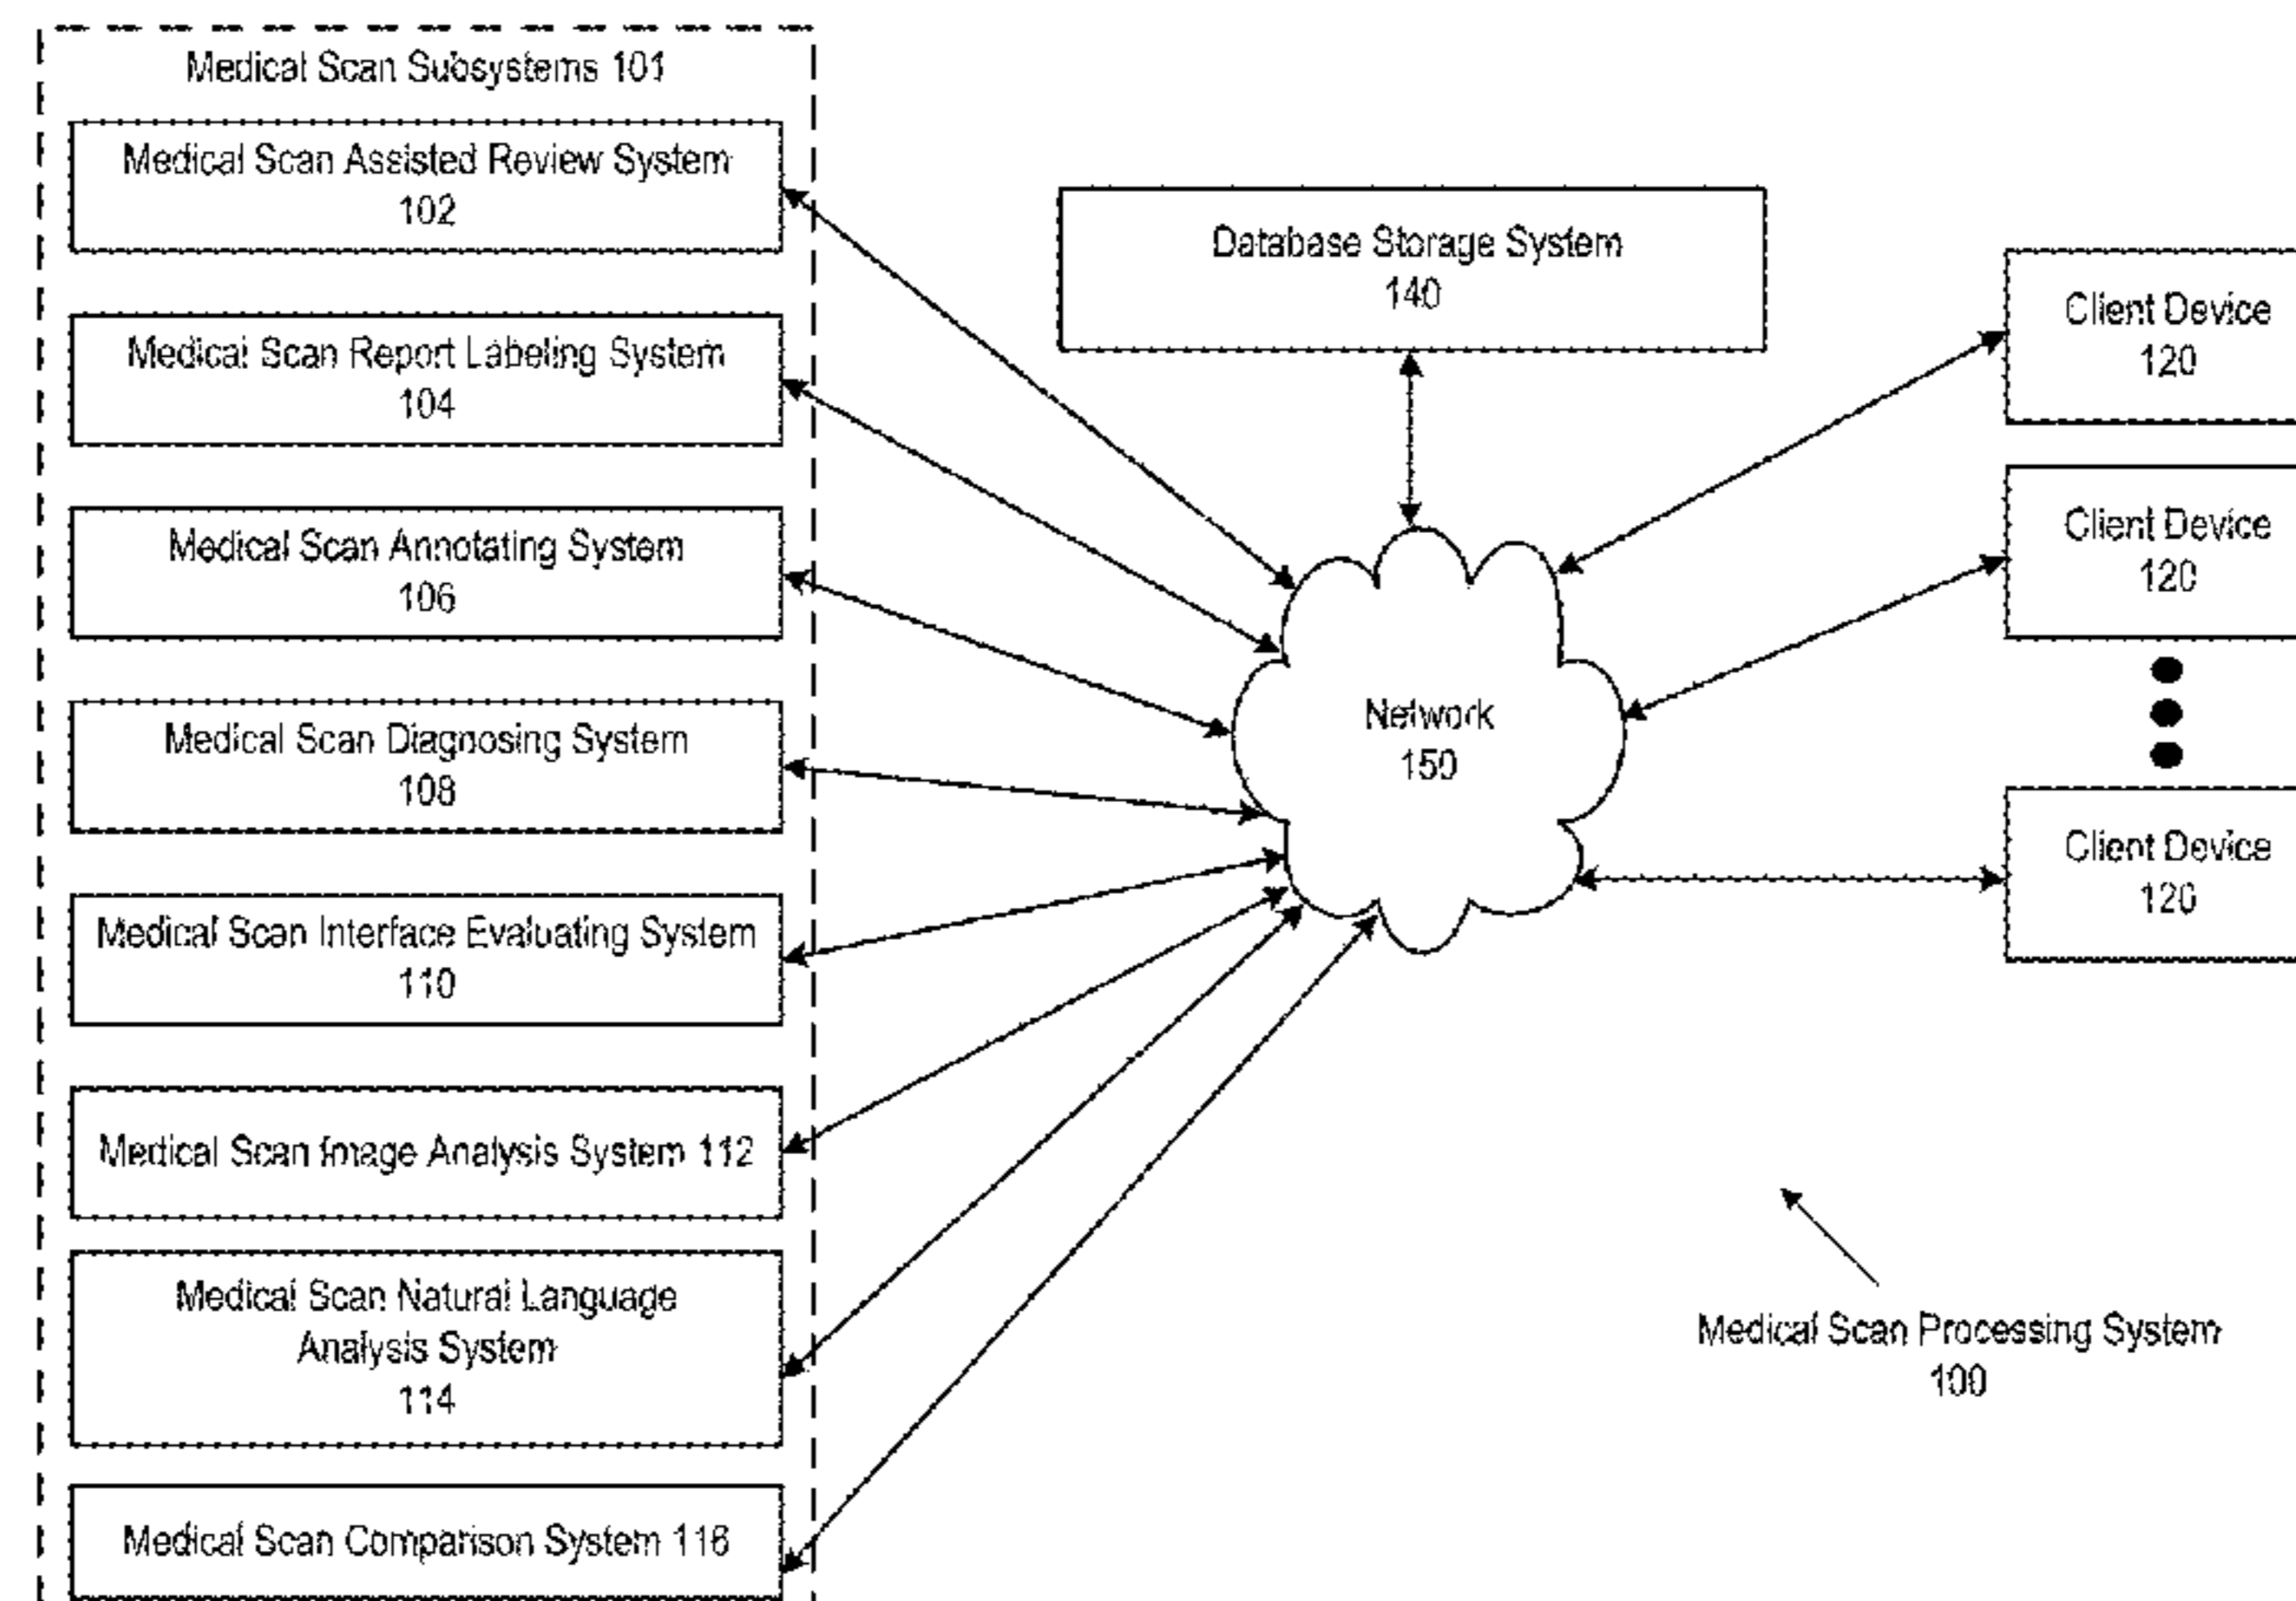 Medical Scan Subsystems 101
Medical Scan Assisted Review System
102
Medical Scan Report Labeling System
104
Medical Scan Annotating System
106
Medical Scan Diagnosing System
108
Medical Scan Interface Evaluating System
110
Medical Scan Image Analysis System 112
Medical Scan Natural Language
Analysis System
114
Medical Scan Comparison System 116
Database Storage System
140
Network
150
Client Device
120
Client Device
120
Client Device
120
Medical Scan Processing System
100